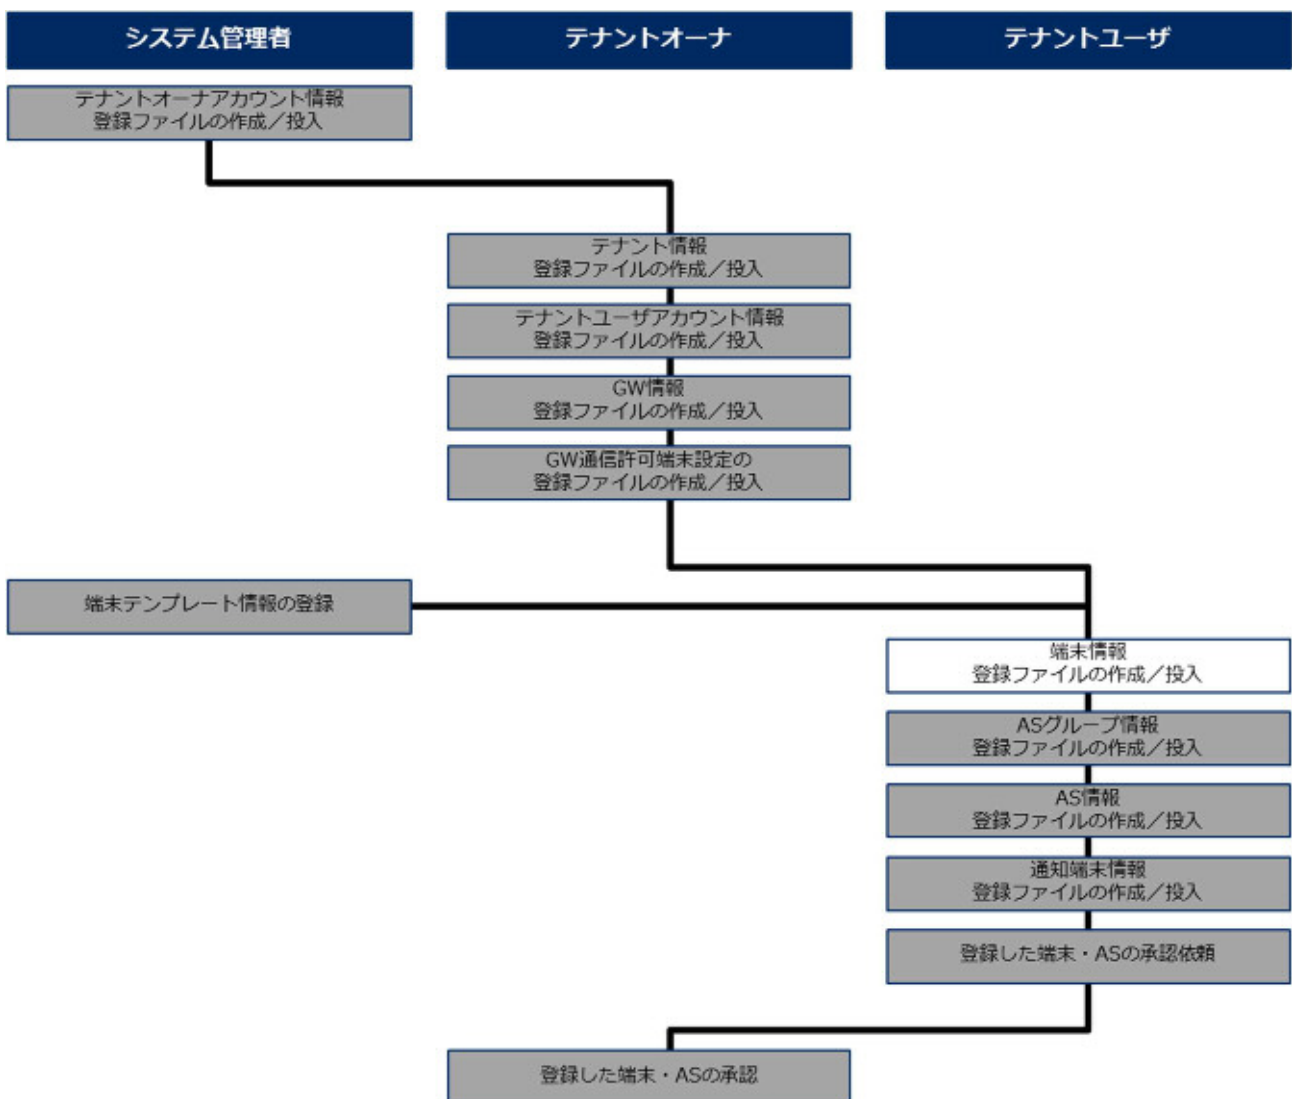 システム管理者
テナントオーナ
テナントユーザ
テナントオーナアカウント情報
登録ファイルの作成／投入
テナント情報
登録ファイルの作成／投入
テナントユーザアカウント情報
登録ファイルの作成／投入
GW情報
登録ファイルの作成／投入
GW通信許可端末設定の
登録ファイルの作成／投入
端末テンプレート情報の登録
端末情報
登録ファイルの作成／投入
ASグループ情報
登録ファイルの作成／投入
AS情報
登録ファイルの作成／投入
通知端末情報
登録ファイルの作成／投入
登録した端末・ASの承認依頼
登録した端末・ASの承認